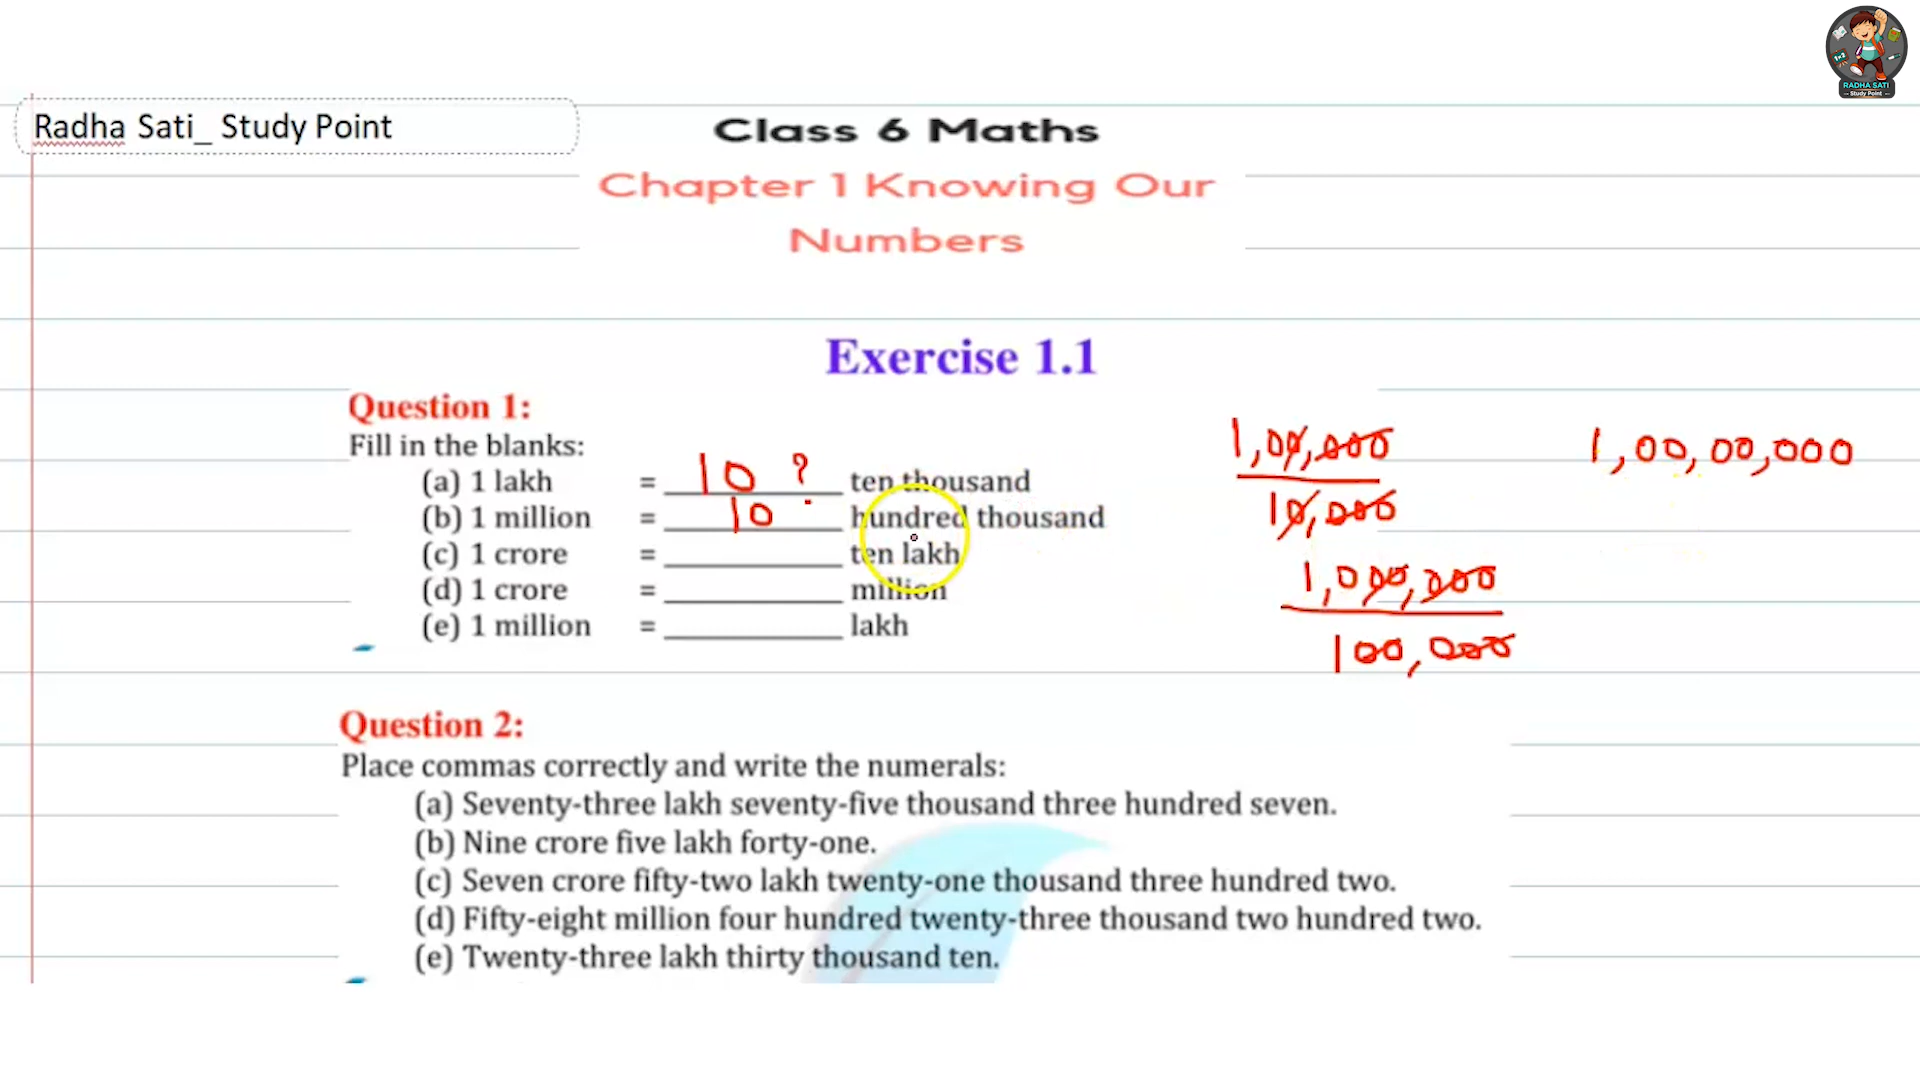 RADHA SATI
Study Point
Radha Sati_ Study Point
Class 6 Maths
Chapter 1 Knowing Our
Numbers
Exercise 1.1
Question 1:
Fill in the blanks:
(a) 1 lakh = 10 ? ten thousand
(b) 1 million = 10 hundred thousand
(c) 1 crore = ten lakh
(d) 1 crore = million
(e) 1 million = lakh
1,00,000
10,000
1,000,000
100,000
1,00,00,000
Question 2:
Place commas correctly and write the numerals:
(a) Seventy-three lakh seventy-five thousand three hundred seven.
(b) Nine crore five lakh forty-one.
(c) Seven crore fifty-two lakh twenty-one thousand three hundred two.
(d) Fifty-eight million four hundred twenty-three thousand two hundred two.
(e) Twenty-three lakh thirty thousand ten.